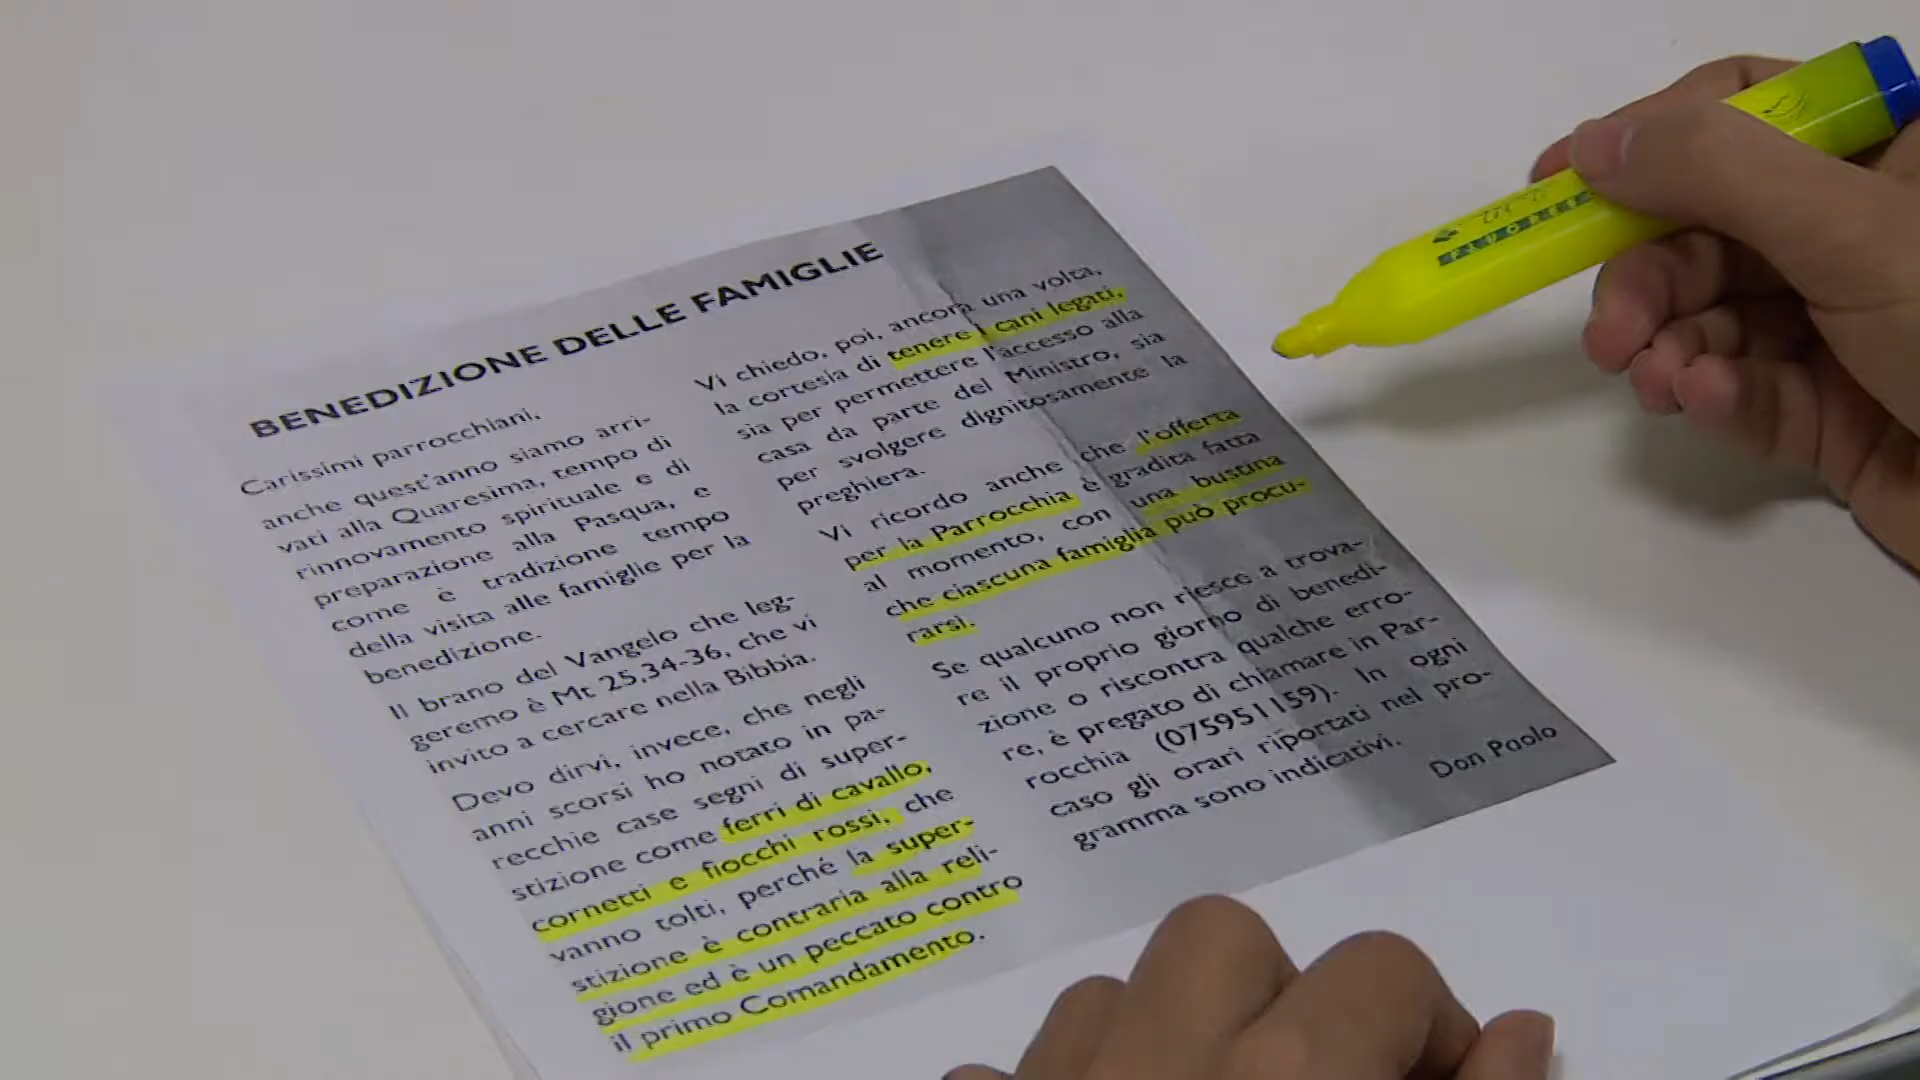 BENEDIZIONE DELLE FAMIGLIE
Carissimi parrocchiani,
anche quest'anno siamo arri-
vati alla Quaresima, tempo di
rinnovamento spirituale e di
preparazione alla Pasqua, e
come è tradizione tempo
della visita alle famiglie per la
benedizione.
Il brano del Vangelo che leg-
geremo è Mt 25,34-36, che vi
invito a cercare nella Bibbia.
Devo dirvi, invece, che negli
anni scorsi ho notato in pa-
recchie case segni di super-
stizione come ferri di cavallo,
cornetti e fiocchi rossi, che
vanno tolti, perché la super-
stizione è contraria alla reli-
gione ed è un peccato contro
il primo Comandamento.
Vi chiedo, poi, ancora una volta,
la cortesia di tenere i cani legati,
sia per permettere l'accesso alla
casa da parte del Ministro, sia
per svolgere dignitosamente la
preghiera.
Vi ricordo anche che l'offerta
per la Parrocchia è gradita fatta
al momento, con una bustina
che ciascuna famiglia può procu-
rarsi.
Se qualcuno non riesce a trova-
re il proprio giorno di benedi-
zione o riscontra qualche erro-
re, è pregato di chiamare in Par-
rocchia (075951159). In ogni
caso gli orari riportati nel pro-
gramma sono indicativi.
Don Paolo